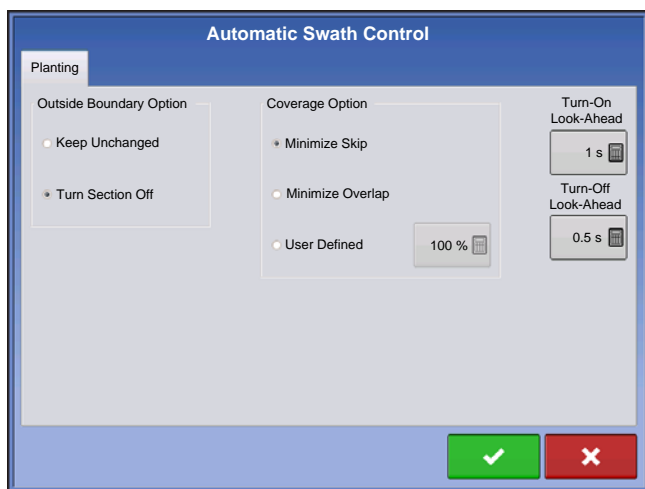 Automatic Swath Control
Planting
Outside Boundary Option
Keep Unchanged
Turn Section Off
Coverage Option
Minimize Skip
Minimize Overlap
User Defined
100 %
Turn-On
Look-Ahead
1 s
Turn-Off
Look-Ahead
0.5 s